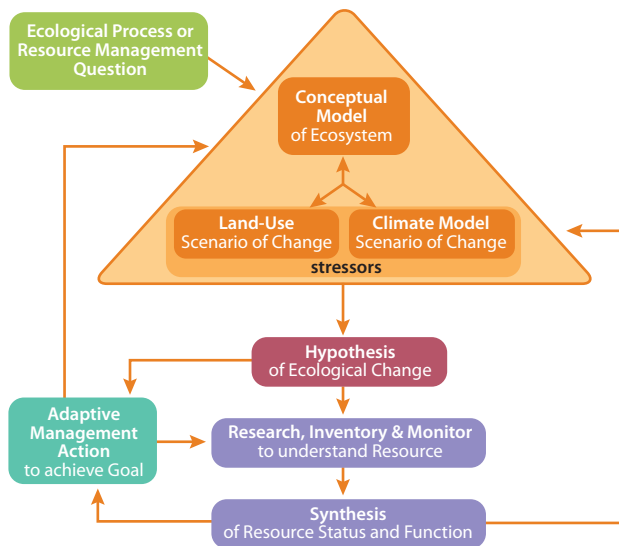 Ecological Process or
Resource Management
Question
Conceptual
Model
of Ecosystem
Land-Use
Scenario of Change
Climate Model
Scenario of Change
stressors
Hypothesis
of Ecological Change
Adaptive
Management
Action
to achieve Goal
Research, Inventory & Monitor
to understand Resource
Synthesis
of Resource Status and Function